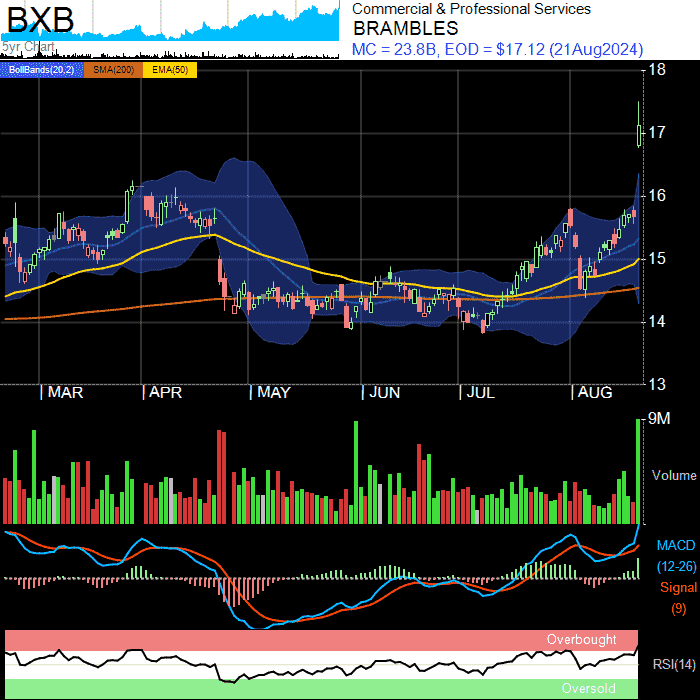 BXB
5yr Chart
Commercial & Professional Services
BRAMBLES
MC = 23.8B, EOD = $17.12 (21Aug2024)
BollBands(20,2) SMA(200) EMA(50)
18
17
16
15
14
13
MAR APR MAY JUN JUL AUG
9M
Volume
MACD
(12-26)
Signal
(9)
Overbought
RSI(14)
Oversold